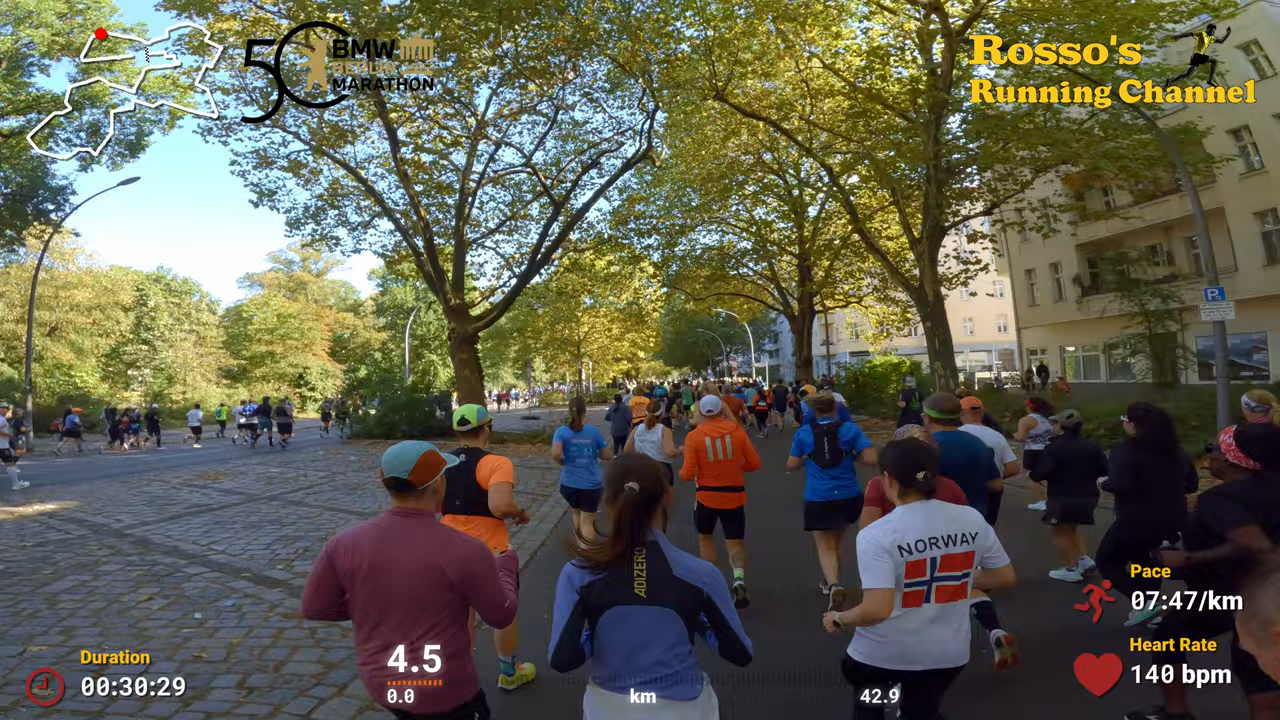 50 BMW
BERLIN
MARATHON
Rosso's
Running Channel
P
NORWAY
ADIZERO
Pace
07:47/km
Heart Rate
140 bpm
Duration
00:30:29
4.5
0.0
km
42.9